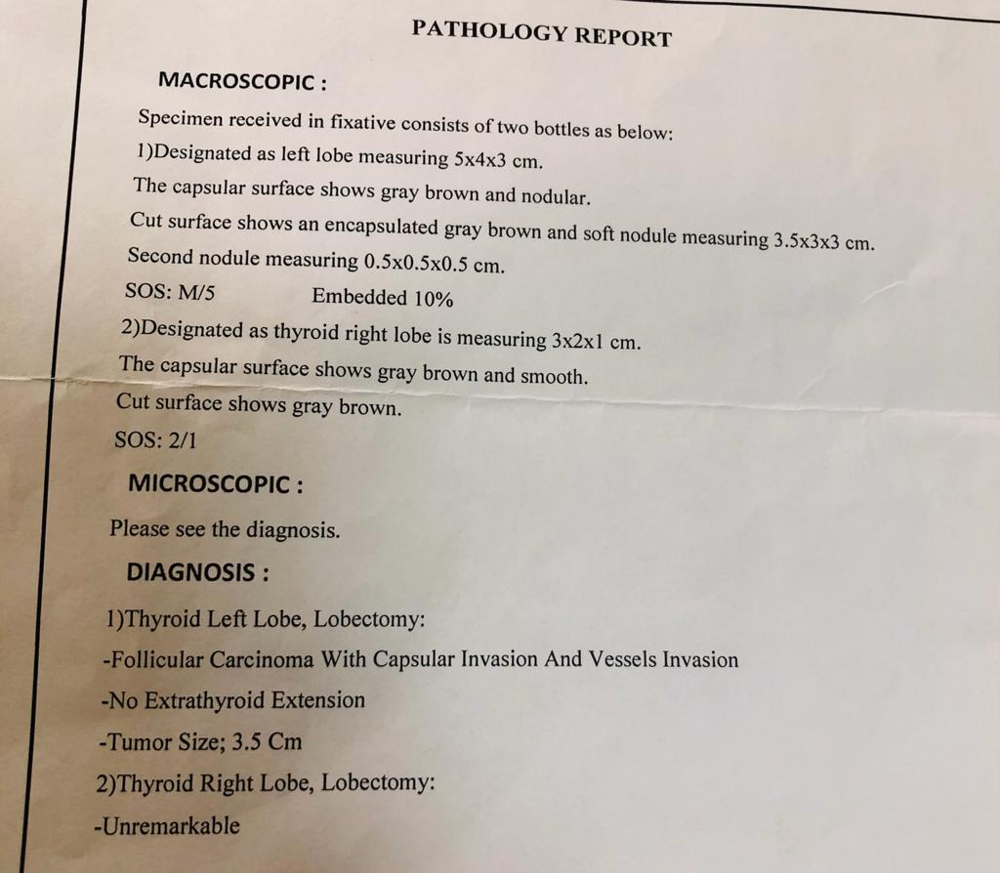 PATHOLOGY REPORT
MACROSCOPIC :
Specimen received in fixative consists of two bottles as below:
1)Designated as left lobe measuring 5x4x3 cm.
The capsular surface shows gray brown and nodular.
Cut surface shows an encapsulated gray brown and soft nodule measuring 3.5x3x3 cm.
Second nodule measuring 0.5x0.5x0.5 cm.
SOS: M/5 Embedded 10%
2)Designated as thyroid right lobe is measuring 3x2x1 cm.
The capsular surface shows gray brown and smooth.
Cut surface shows gray brown.
SOS: 2/1
MICROSCOPIC :
Please see the diagnosis.
DIAGNOSIS :
1)Thyroid Left Lobe, Lobectomy:
-Follicular Carcinoma With Capsular Invasion And Vessels Invasion
-No Extrathyroid Extension
-Tumor Size; 3.5 Cm
2)Thyroid Right Lobe, Lobectomy:
-Unremarkable